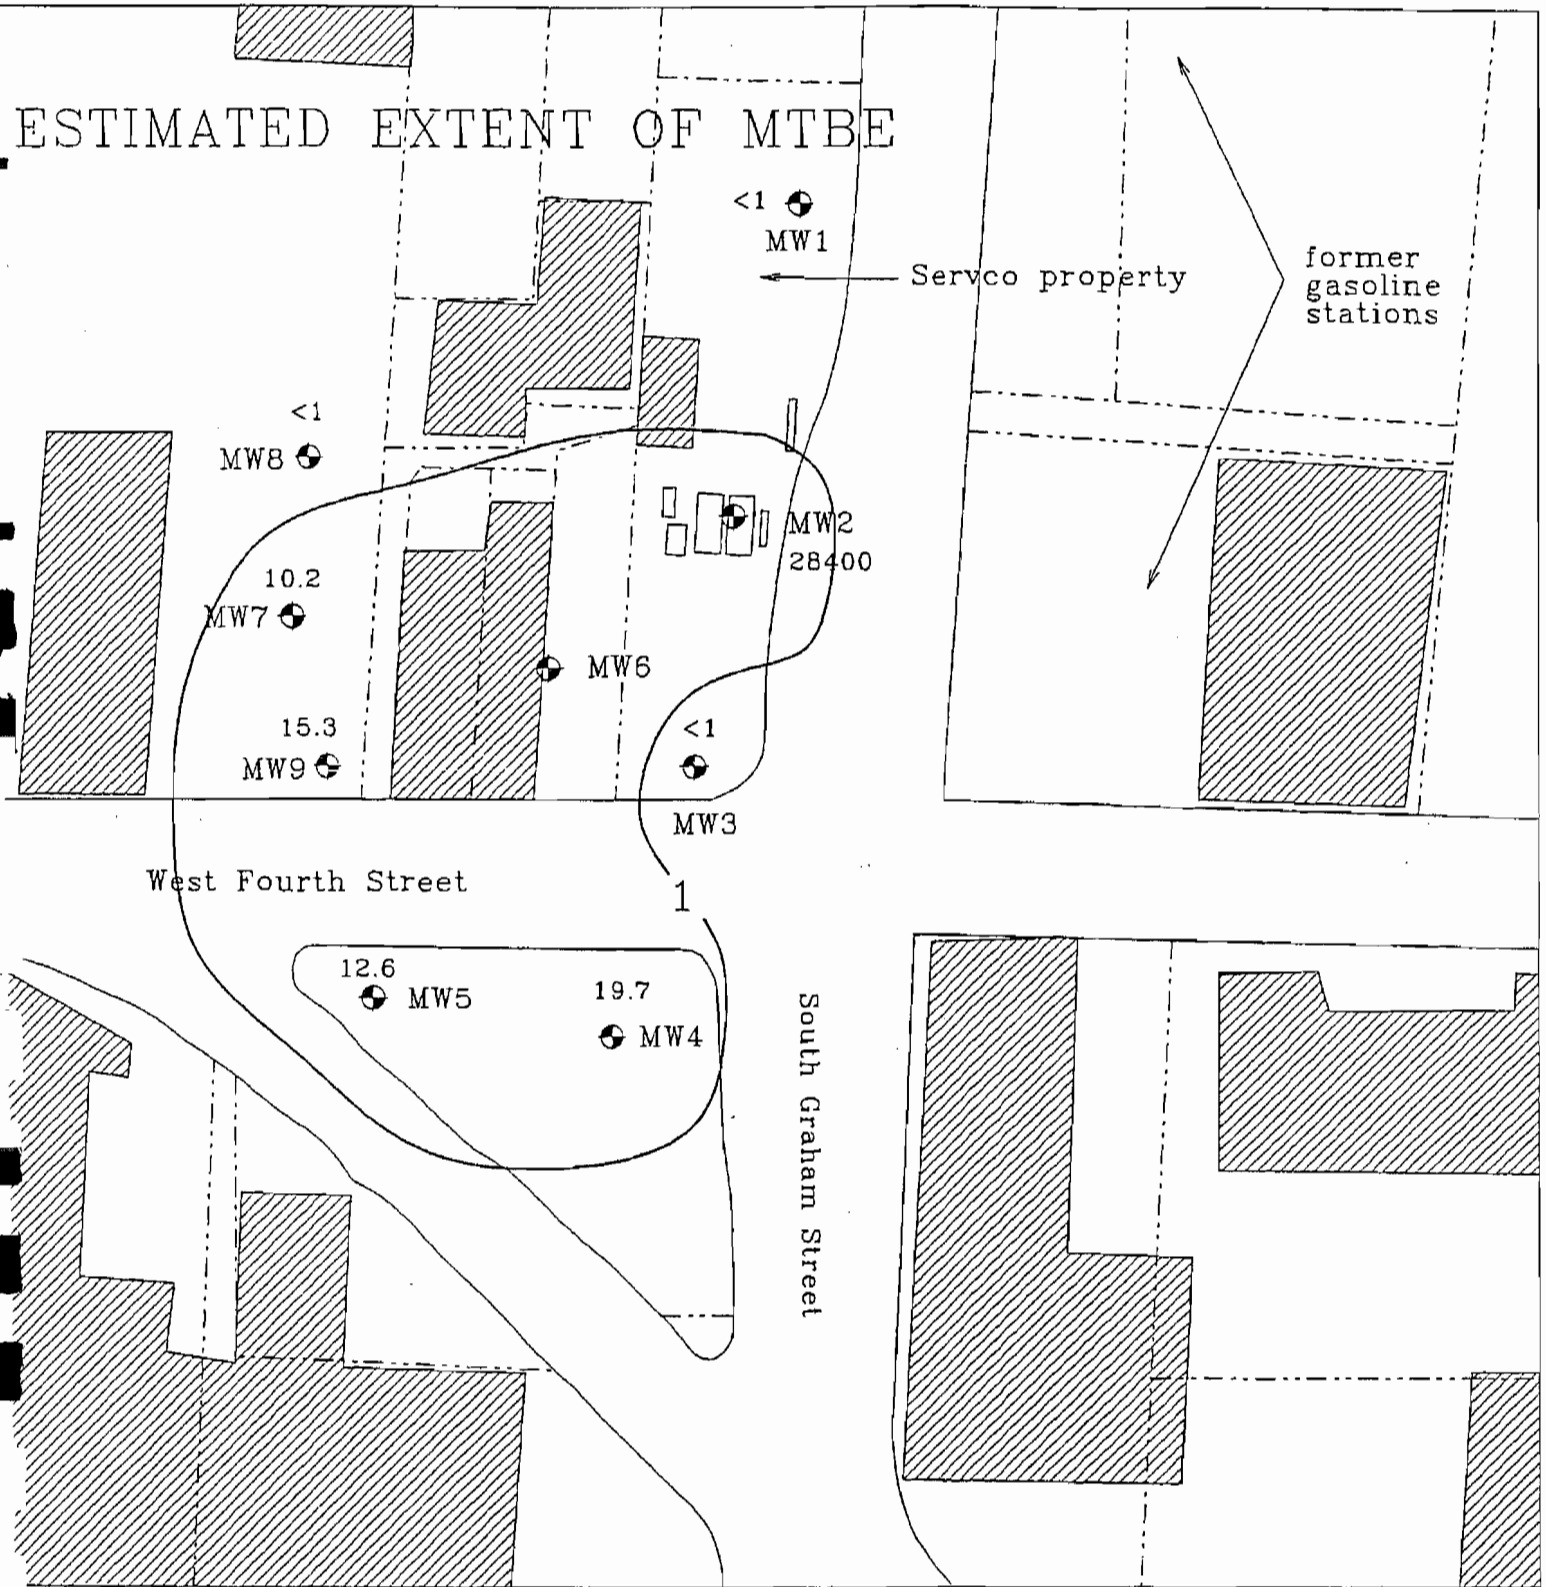 ESTIMATED EXTENT OF MTBE
<1
MW1
Servco property
former
gasoline
stations
<1
MW8
MW2
28400
10.2
MW7
MW6
15.3
MW9
<1
MW3
West Fourth Street
1
12.6
MW5
19.7
MW4
South Graham Street